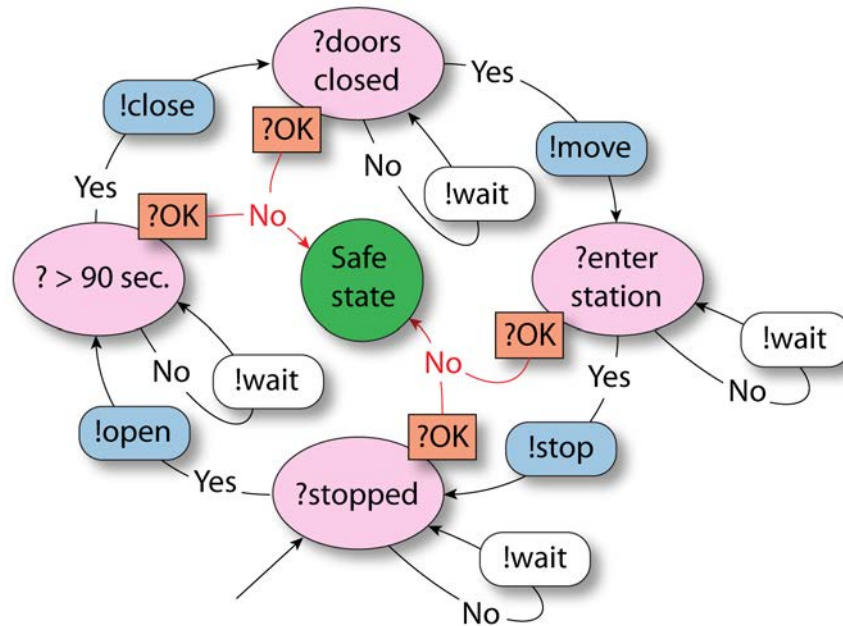 ?doors
closed
Yes
!close
?OK
No
!wait
!move
Yes
?OK
No
? > 90 sec.
Safe
state
?enter
station
No
!wait
?OK
No
Yes
!wait
No
!open
?OK
!stop
Yes
?stopped
!wait
No